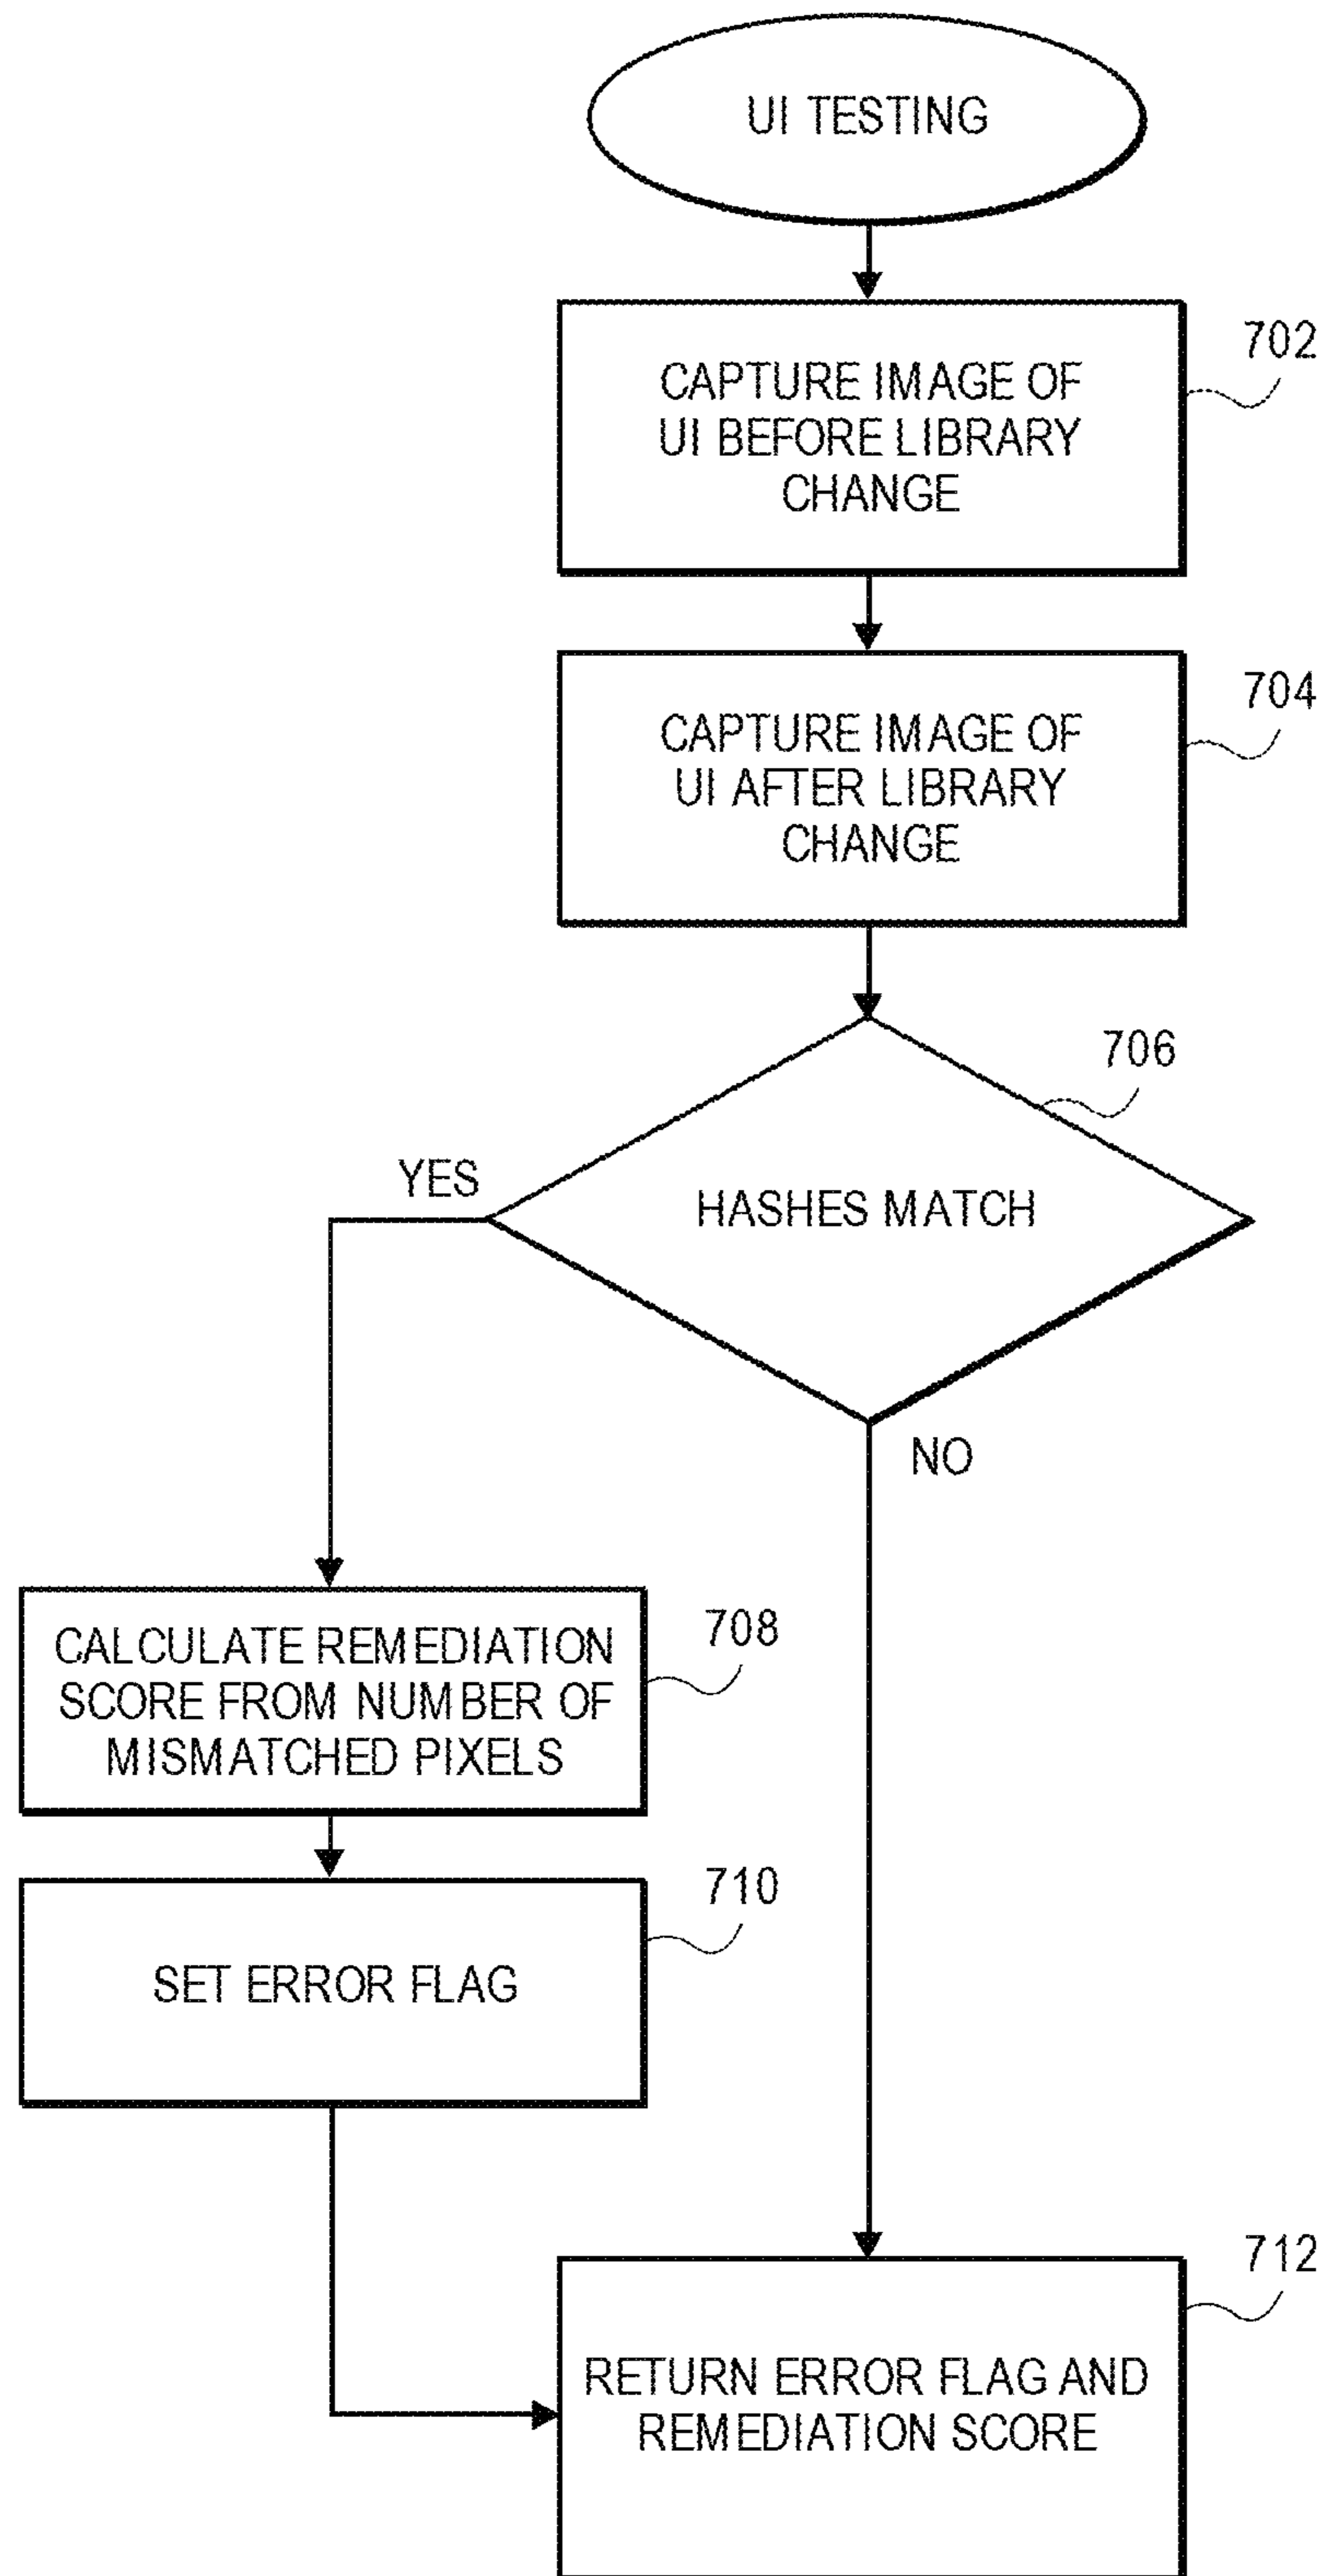 UI TESTING
CAPTURE IMAGE OF
UI BEFORE LIBRARY
CHANGE
702
CAPTURE IMAGE OF
UI AFTER LIBRARY
CHANGE
704
706
HASHES MATCH
YES
NO
CALCULATE REMEDIATION
SCORE FROM NUMBER OF
MISMATCHED PIXELS
708
SET ERROR FLAG
710
RETURN ERROR FLAG AND
REMEDIATION SCORE
712